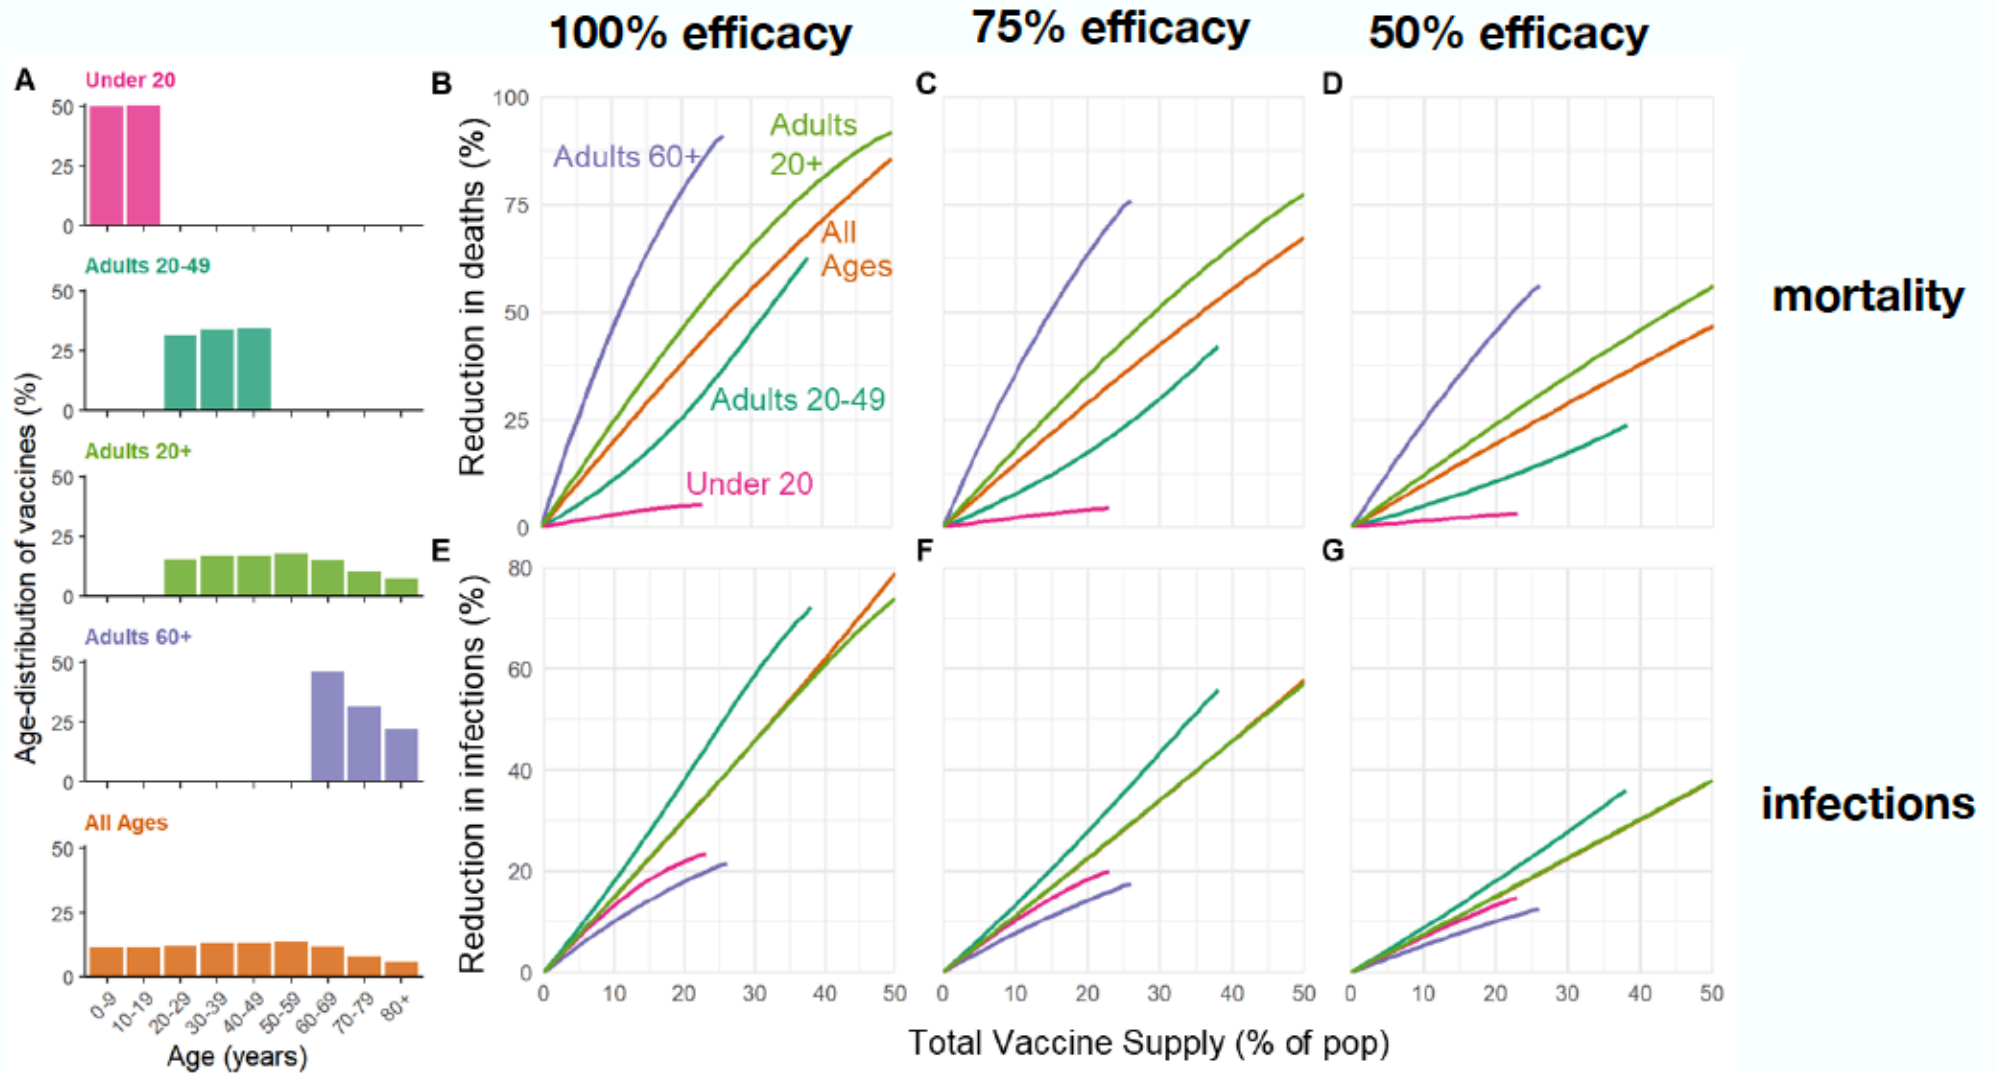 100% efficacy
75% efficacy
50% efficacy
A
Under 20
50
25
0
Adults 20-49
50
25
0
Adults 20+
50
25
0
Adults 60+
50
25
0
All Ages
50
25
0
0-9
10-19
20-29
30-39
40-49
50-59
60-69
70-79
80+
Age (years)
Age-distribution of vaccines (%)
B
Reduction in deaths (%)
100
75
50
25
0
Adults 60+
Adults
20+
All
Ages
Adults 20-49
Under 20
C
D
mortality
E
Reduction in infections (%)
80
60
40
20
0
0
10
20
30
40
50
F
0
10
20
30
40
50
G
0
10
20
30
40
50
infections
Total Vaccine Supply (% of pop)